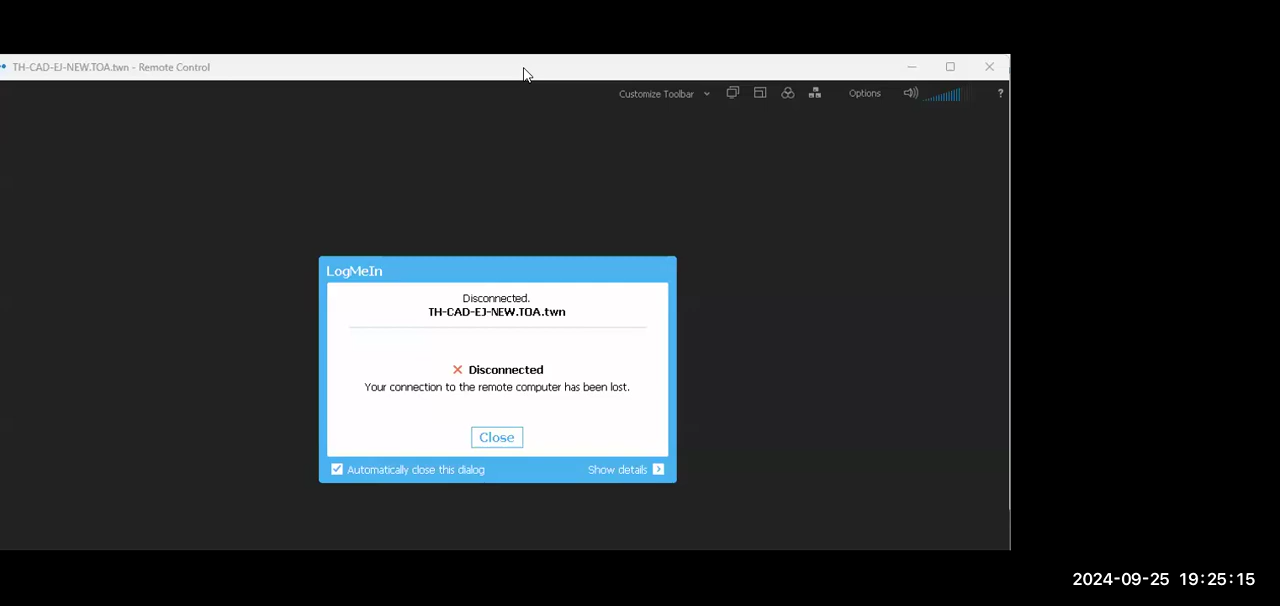 TH-CAD-EJ-NEW.TOA.twn - Remote Control
Customize Toolbar
Options
?
LogMeIn
Disconnected.
TH-CAD-EJ-NEW.TOA.twn
Disconnected
Your connection to the remote computer has been lost.
Close
Automatically close this dialog
Show details
2024-09-25 19:25:15